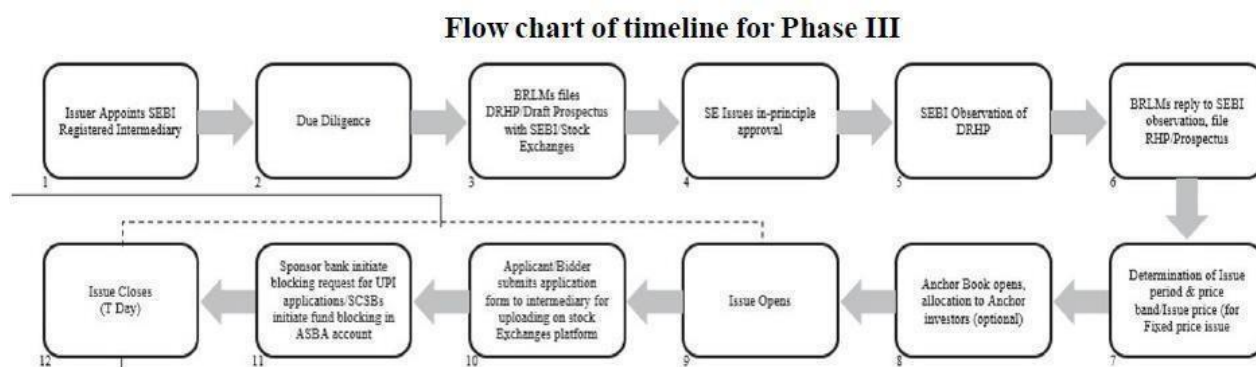 Flow chart of timeline for Phase III
Issuer Appoints SEBI
Registered Intermediary
1
Due Diligence
2
BRLMs files
DRHP/Draft Prospectus
with SEBI/Stock
Exchanges
3
SE Issues in-principle
approval
4
SEBI Observation of
DRHP
5
BRLMs reply to SEBI
observation, file
RHP/Prospectus
6
Determination of Issue
period & price
band/Issue price (for
Fixed price issue
7
Anchor Book opens,
allocation to Anchor
investors (optional)
8
Issue Opens
9
Applicant/Bidder
submits application
form to intermediary for
uploading on stock
Exchanges platform
10
Sponsor bank initiate
blocking request for UPI
applications/SCSBs
initiate fund blocking in
ASBA account
11
Issue Closes
(T Day)
12